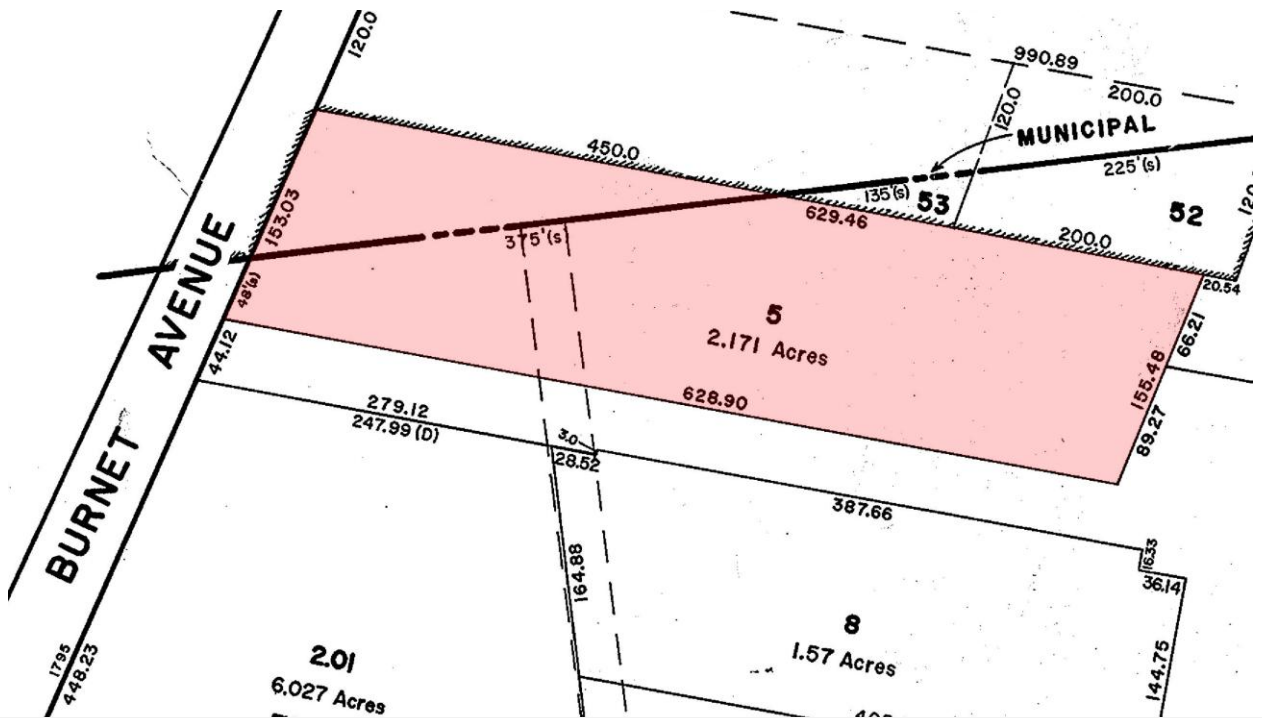 120.0
990.89
200.0
120.0
MUNICIPAL
450.0
225'(s)
135'(s)
53
52
120
153.03
629.46
200.0
375'(s)
20.54
AVENUE
48'(s)
5
2.171 Acres
66.21
44.12
155.48
89.27
628.90
279.12
247.99 (D)
3.0
28.52
387.66
BURNET
16.33
36.14
164.88
8
1.57 Acres
144.75
2.01
6.027 Acres
1795
448.23